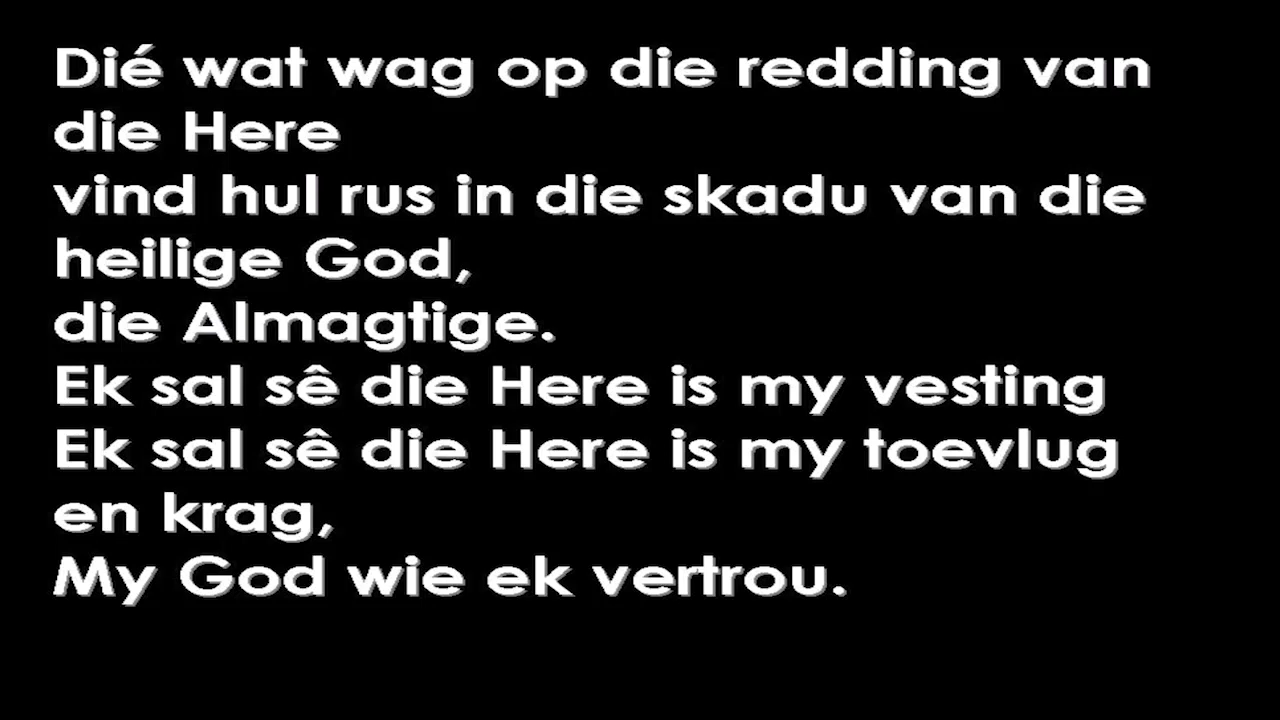 Dié wat wag op die redding van
die Here
vind hul rus in die skadu van die
heilige God,
die Almagtige.
Ek sal sê die Here is my vesting
Ek sal sê die Here is my toevlug
en krag,
My God wie ek vertrou.